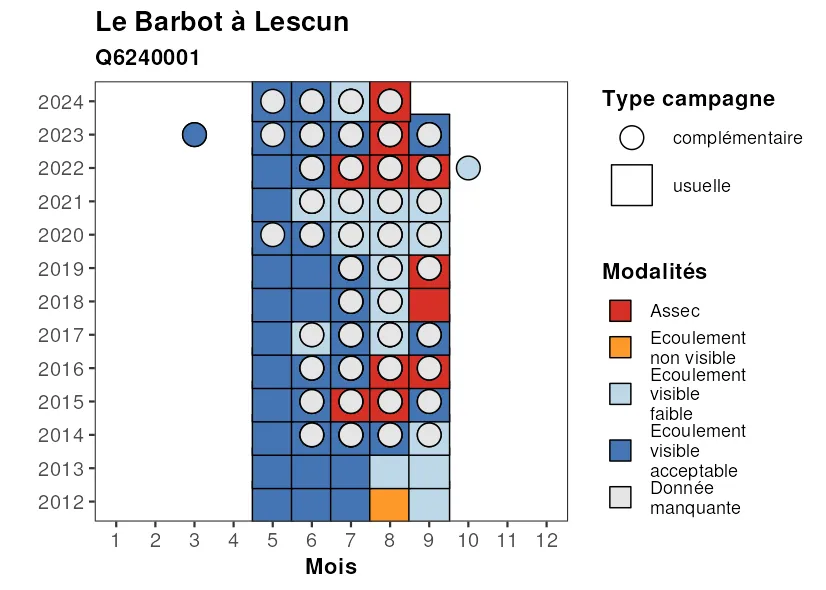 Le Barbot à Lescun
Q6240001
2024
2023
2022
2021
2020
2019
2018
2017
2016
2015
2014
2013
2012
1 2 3 4 5 6 7 8 9 10 11 12
Mois
Type campagne
complémentaire
usuelle
Modalités
Assec
Ecoulement
non visible
Ecoulement
visible
faible
Ecoulement
visible
acceptable
Donnée
manquante